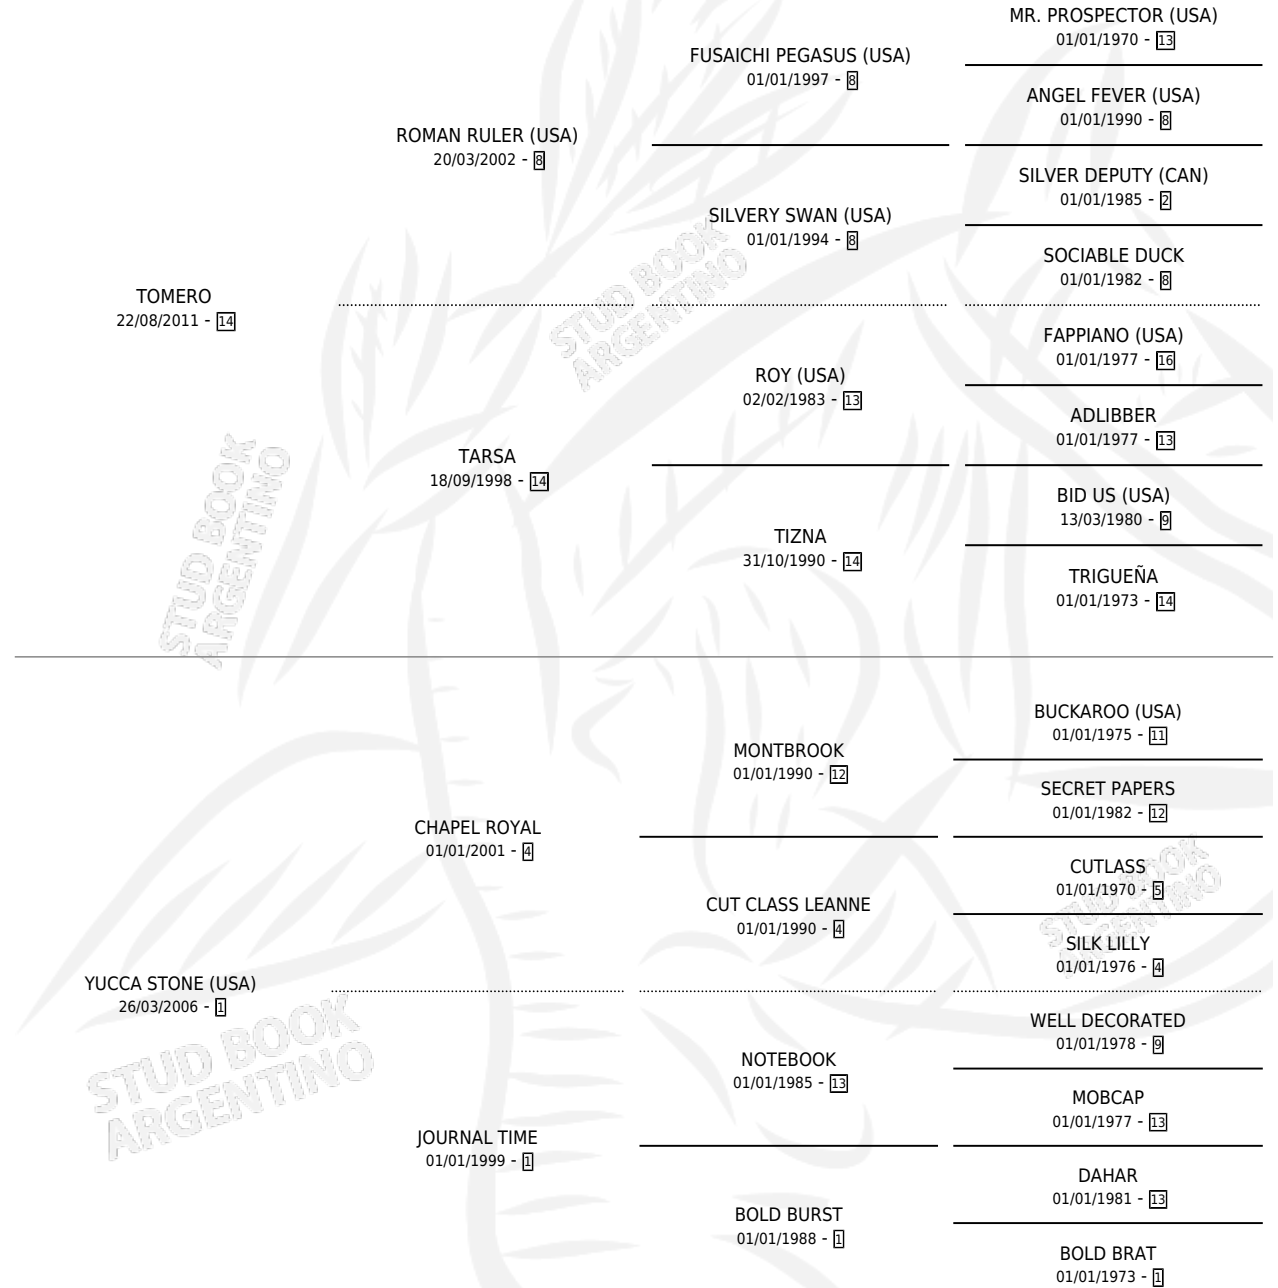 MR. PROSPECTOR (USA)
01/01/1970 - 13
FUSAICHI PEGASUS (USA)
01/01/1997 - 8
ANGEL FEVER (USA)
01/01/1990 - 8
ROMAN RULER (USA)
20/03/2002 - 8
SILVER DEPUTY (CAN)
01/01/1985 - 2
SILVERY SWAN (USA)
01/01/1994 - 8
SOCIABLE DUCK
01/01/1982 - 8
TOMERO
22/08/2011 - 14
STUD BOOK
ARGENTINO
FAPPIANO (USA)
01/01/1977 - 16
ROY (USA)
02/02/1983 - 13
ADLIBBER
01/01/1977 - 13
TARSA
18/09/1998 - 14
BID US (USA)
13/03/1980 - 9
TIZNA
31/10/1990 - 14
TRIGUEÑA
01/01/1973 - 14
STUD BOOK
ARGENTINO
BUCKAROO (USA)
01/01/1975 - 11
MONTBROOK
01/01/1990 - 12
SECRET PAPERS
01/01/1982 - 12
CHAPEL ROYAL
01/01/2001 - 4
CUTLASS
01/01/1970 - 5
CUT CLASS LEANNE
01/01/1990 - 4
SILK LILLY
01/01/1976 - 4
STUD BOOK
ARGENTINO
YUCCA STONE (USA)
26/03/2006 - 1
STUD BOOK
ARGENTINO
WELL DECORATED
01/01/1978 - 9
NOTEBOOK
01/01/1985 - 13
MOBCAP
01/01/1977 - 13
JOURNAL TIME
01/01/1999 - 1
DAHAR
01/01/1981 - 13
BOLD BURST
01/01/1988 - 1
BOLD BRAT
01/01/1973 - 1